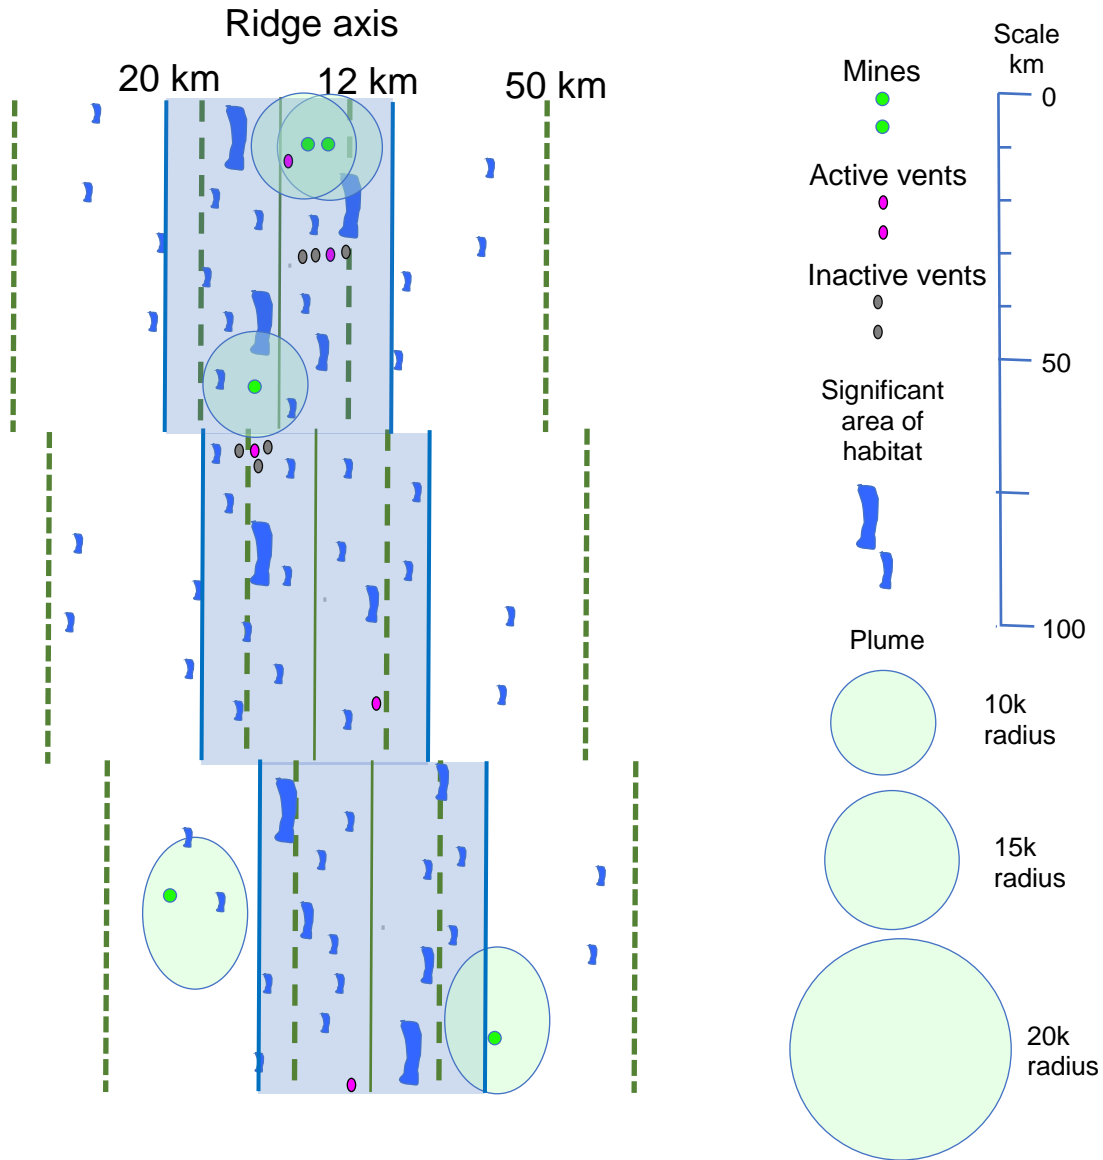 Ridge axis
20 km
12 km
50 km
Mines
Active vents
Inactive vents
Significant
area of
habitat
Plume
10k
radius
15k
radius
20k
radius
Scale
km
0
50
100